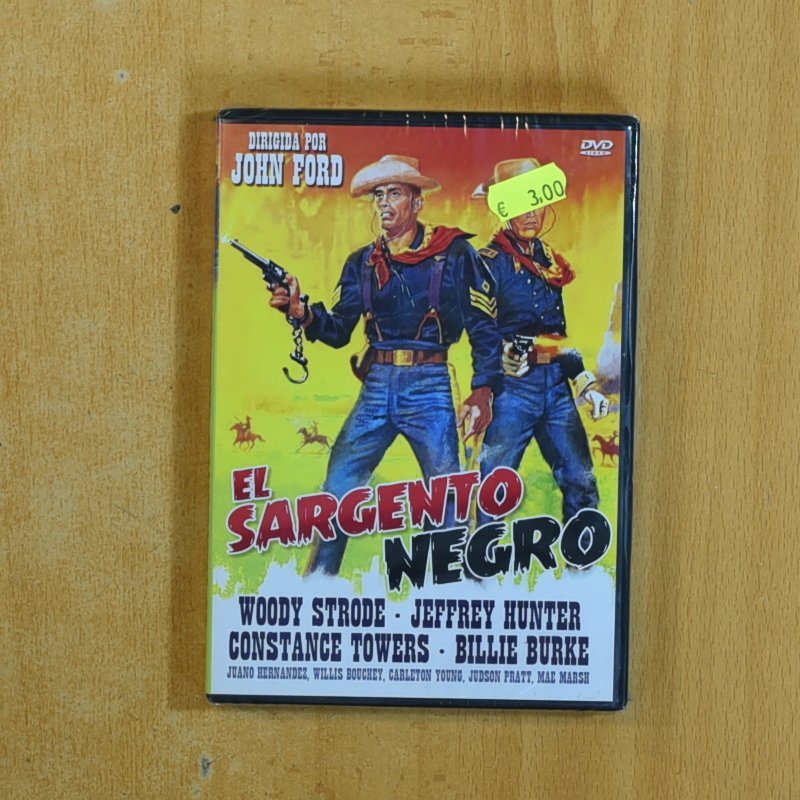 DIRIGIDA POR
JOHN FORD
DVD
VIDEO
€ 3,00
EL
SARGENTO
NEGRO
WOODY STRODE · JEFFREY HUNTER
CONSTANCE TOWERS · BILLIE BURKE
JUANO HERNANDEZ, WILLIS BOUCHEY, CARLETON YOUNG, JUDSON PRATT, MAE MARSH